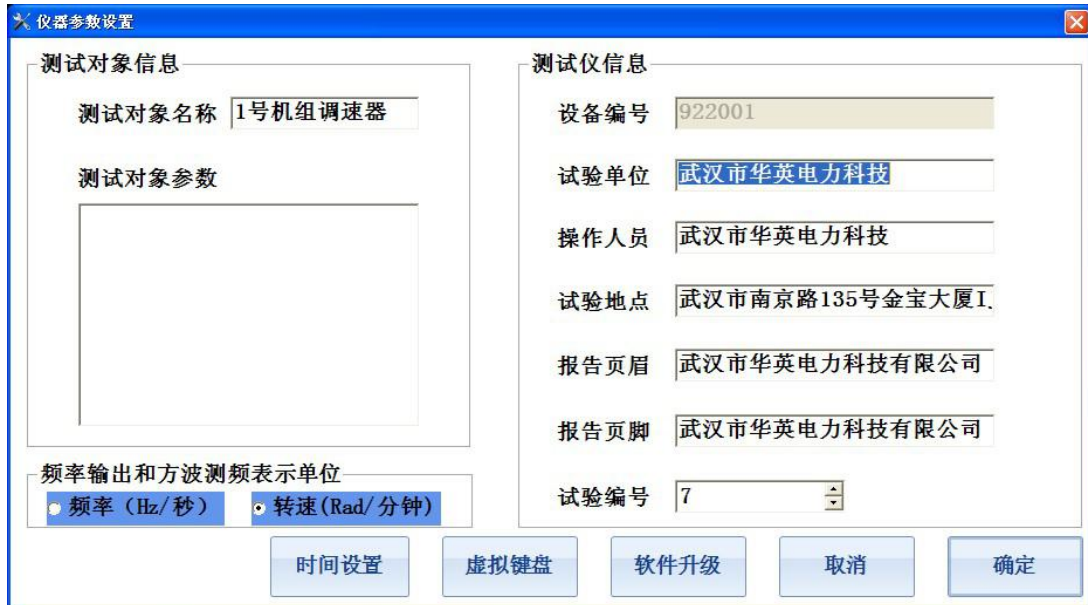 仪器参数设置
测试对象信息
测试对象名称 1号机组调速器
测试对象参数
频率输出和方波测频表示单位
频率（Hz/秒） 转速(Rad/分钟)
测试仪信息
设备编号 922001
试验单位 武汉市华英电力科技
操作人员 武汉市华英电力科技
试验地点 武汉市南京路135号金宝大厦I
报告页眉 武汉市华英电力科技有限公司
报告页脚 武汉市华英电力科技有限公司
试验编号 7
时间设置 虚拟键盘 软件升级 取消 确定